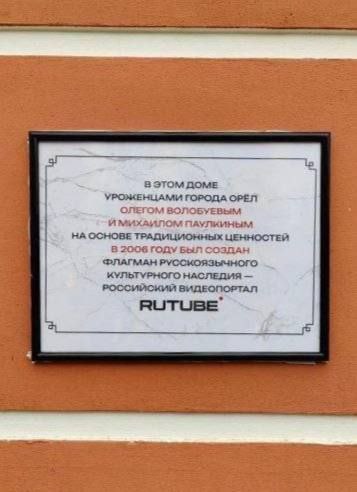 В ЭТОМ ДОМЕ
УРОЖЕНЦАМИ ГОРОДА ОРЁЛ
ОЛЕГОМ ВОЛОБУЕВЫМ
И МИХАИЛОМ ПАУЛКИНЫМ
НА ОСНОВЕ ТРАДИЦИОННЫХ ЦЕННОСТЕЙ
В 2006 ГОДУ БЫЛ СОЗДАН
ФЛАГМАН РУССКОЯЗЫЧНОГО
КУЛЬТУРНОГО НАСЛЕДИЯ —
РОССИЙСКИЙ ВИДЕОПОРТАЛ
RUTUBE